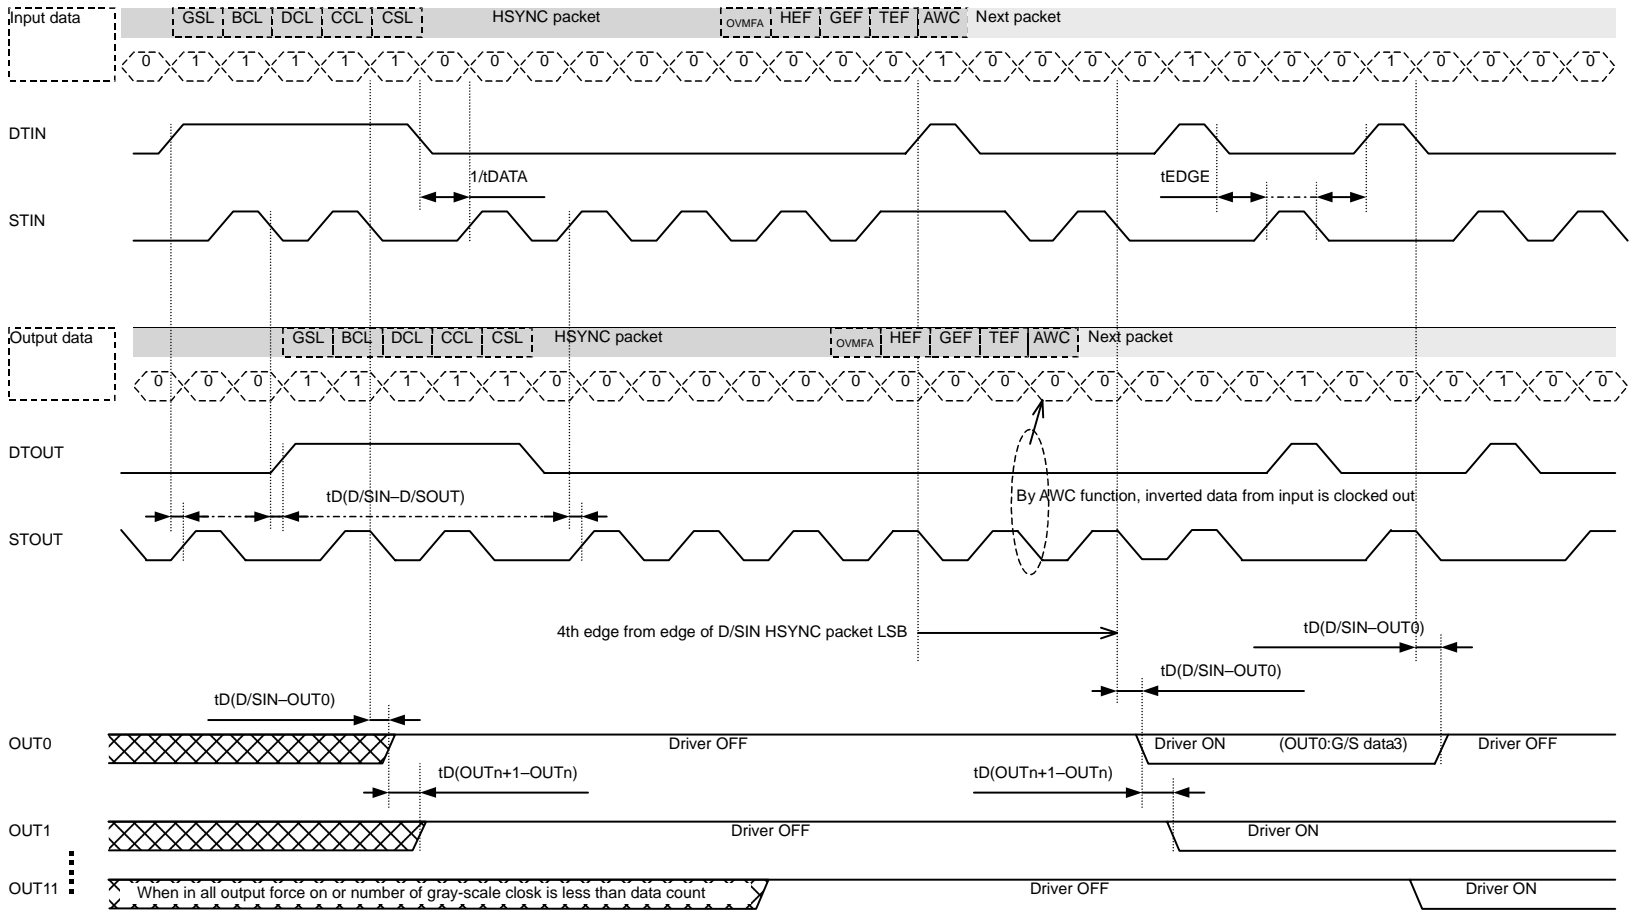 Input data
GSL BCL DCL CCL CSL HSYNC packet OVMFA HEF GEF TEF AWC Next packet
0 1 1 1 1 1 0 0 0 0 0 0 0 0 0 0 1 0 0 0 0 1 0 0 0 1 0 0 0 0
DTIN
1/tDATA
tEDGE
STIN
Output data
GSL BCL DCL CCL CSL HSYNC packet OVMFA HEF GEF TEF AWC Next packet
0 0 0 1 1 1 1 1 0 0 0 0 0 0 0 0 0 0 0 0 0 0 0 1 0 0 0 1 0 0
DTOUT
tD(D/SIN–D/SOUT)
By AWC function, inverted data from input is clocked out
STOUT
4th edge from edge of D/SIN HSYNC packet LSB
tD(D/SIN–OUT0)
tD(D/SIN–OUT0)
tD(D/SIN–OUT0)
OUT0
Driver OFF
Driver ON
(OUT0:G/S data3)
Driver OFF
tD(OUTn+1–OUTn)
tD(OUTn+1–OUTn)
OUT1
Driver OFF
Driver ON
OUT11
When in all output force on or number of gray-scale closk is less than data count
Driver OFF
Driver ON